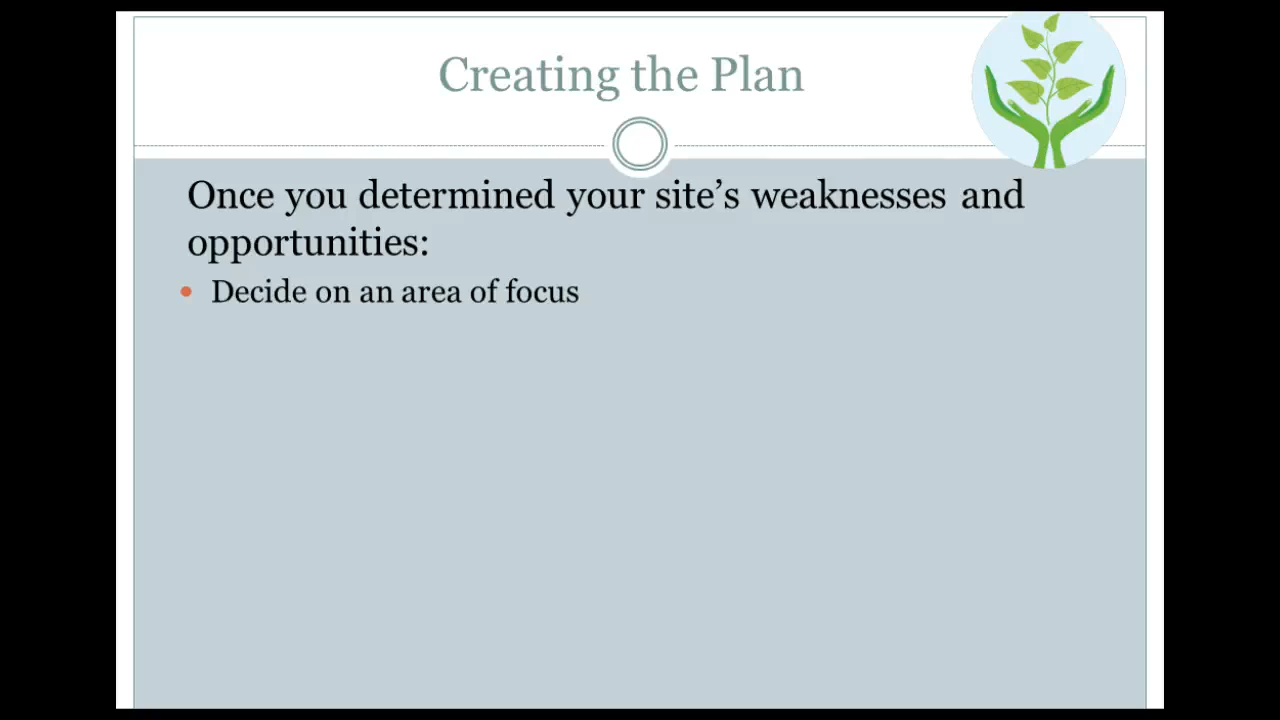 Creating the Plan
Once you determined your site’s weaknesses and
opportunities:
• Decide on an area of focus